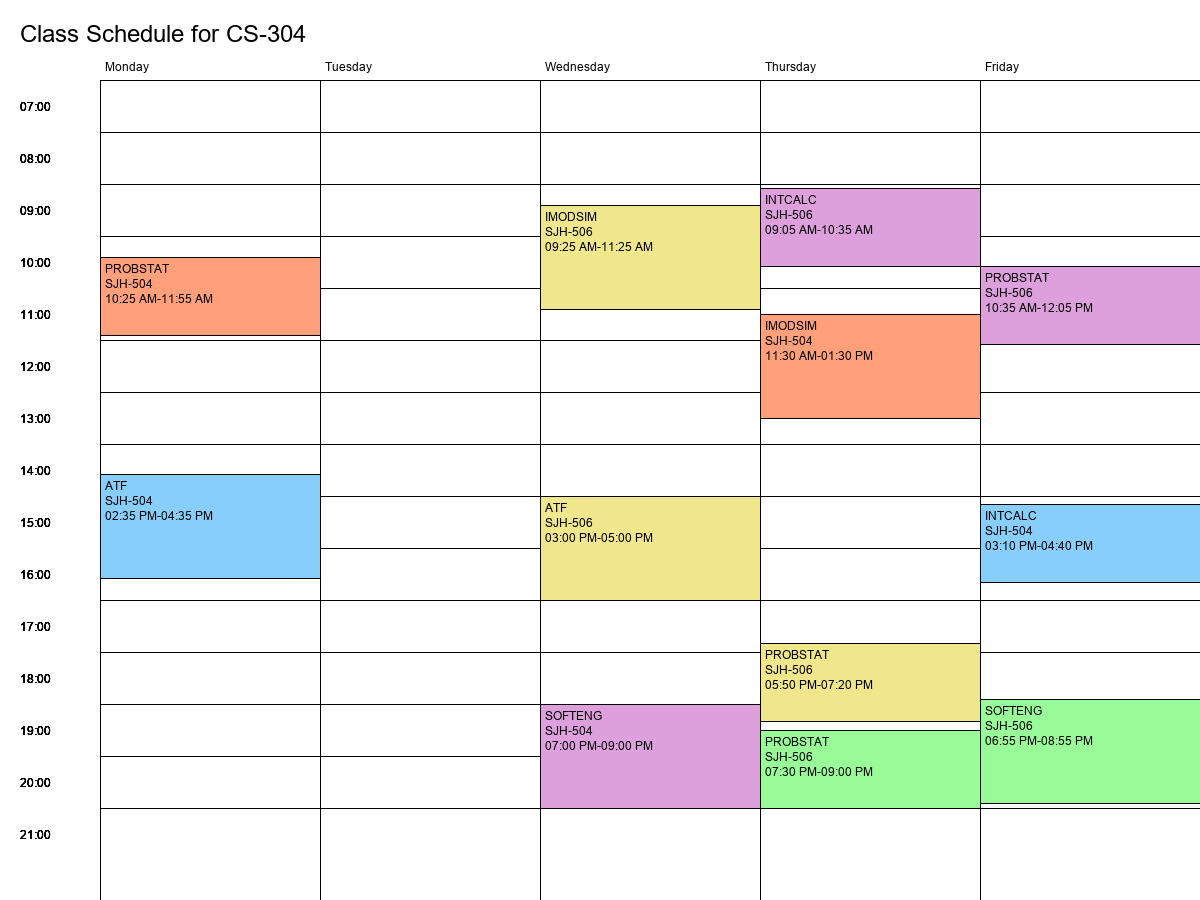 Class Schedule for CS-304
Monday
Tuesday
Wednesday
Thursday
Friday
07:00
08:00
09:00
10:00
11:00
12:00
13:00
14:00
15:00
16:00
17:00
18:00
19:00
20:00
21:00
PROBSTAT
SJH-504
10:25 AM-11:55 AM
ATF
SJH-504
02:35 PM-04:35 PM
IMODSIM
SJH-506
09:25 AM-11:25 AM
ATF
SJH-506
03:00 PM-05:00 PM
SOFTENG
SJH-504
07:00 PM-09:00 PM
INTCALC
SJH-506
09:05 AM-10:35 AM
IMODSIM
SJH-504
11:30 AM-01:30 PM
PROBSTAT
SJH-506
05:50 PM-07:20 PM
PROBSTAT
SJH-506
07:30 PM-09:00 PM
PROBSTAT
SJH-506
10:35 AM-12:05 PM
INTCALC
SJH-504
03:10 PM-04:40 PM
SOFTENG
SJH-506
06:55 PM-08:55 PM